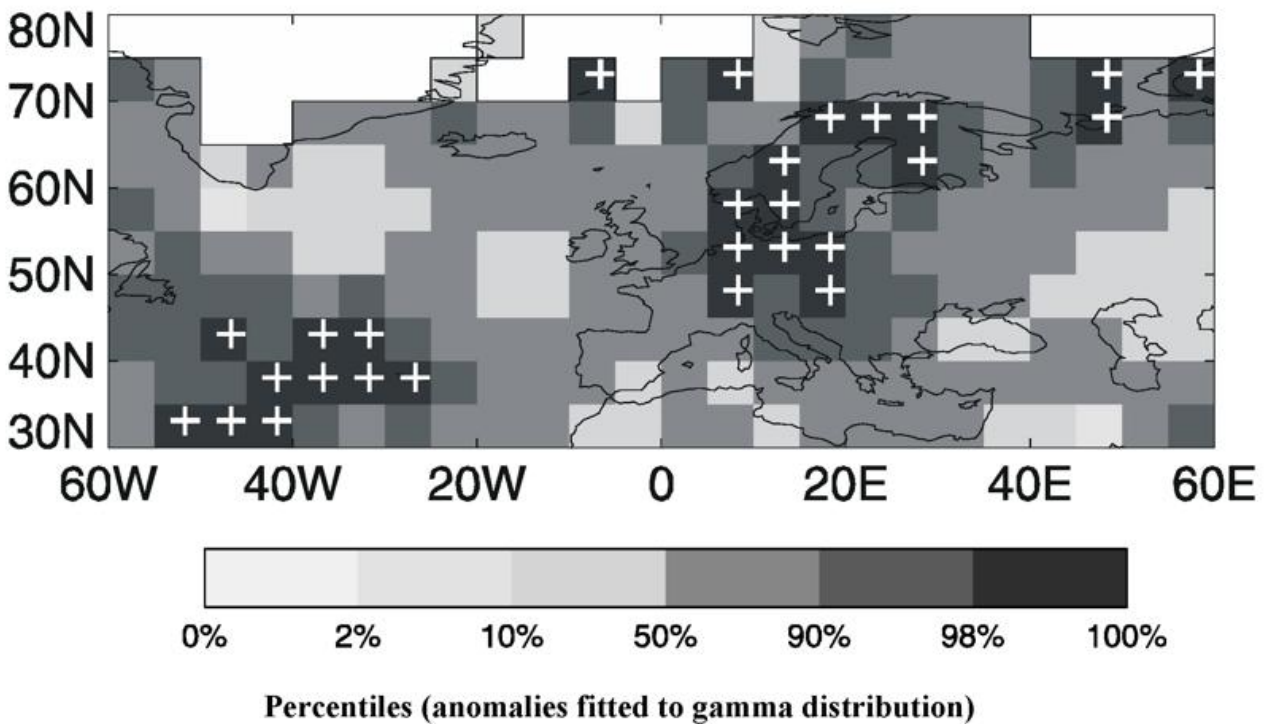 80N
70N
60N
50N
40N
30N
60W 40W 20W 0 20E 40E 60E
0% 2% 10% 50% 90% 98% 100%
Percentiles (anomalies fitted to gamma distribution)